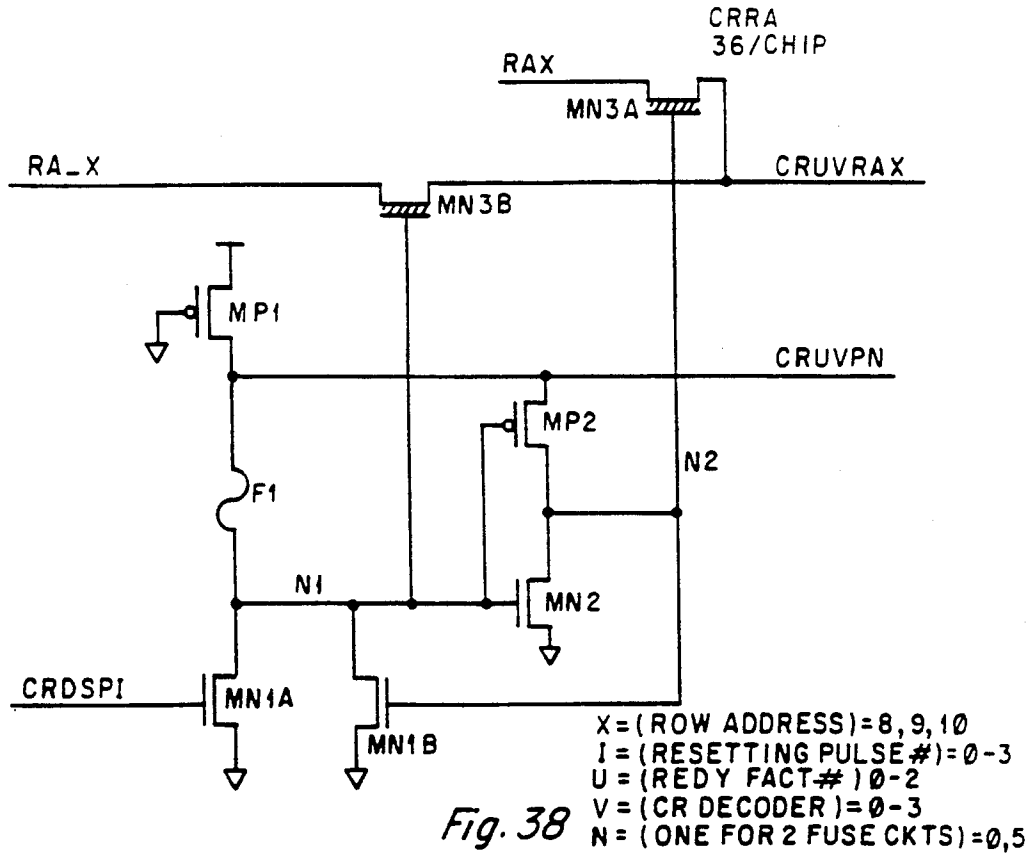 CRRA
36/CHIP
RAX
MN3A
RA_X
CRUVRAX
MN3B
MP1
CRUVPN
MP2
N2
F1
N1
MN2
CRDSPI
MN1A
MN1B
X=(ROW ADDRESS)=8,9,10
I=(RESETTING PULSE#)=0-3
U=(REDY FACT#)0-2
V=(CR DECODER)=0-3
N=(ONE FOR 2 FUSE CKTS)=0,5
Fig. 38